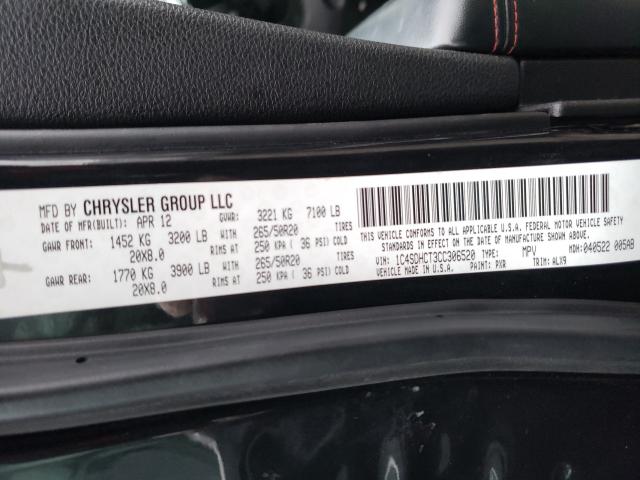 MFD BY CHRYSLER GROUP LLC
DATE OF MFR(BUILT): APR 12 GVWR: 3221 KG 7100 LB
GAWR FRONT: 1452 KG 3200 LB WITH 265/50R20 TIRES
20X8.0 RIMS AT 250 KPA ( 36 PSI) COLD
GAWR REAR: 1770 KG 3900 LB WITH 265/50R20 TIRES
20X8.0 RIMS AT 250 KPA ( 36 PSI) COLD
THIS VEHICLE CONFORMS TO ALL APPLICABLE U.S.A. FEDERAL MOTOR VEHICLE SAFETY
STANDARDS IN EFFECT ON THE DATE OF MANUFACTURE SHOWN ABOVE.
VIN: 1C4SDHCT3CC306520 TYPE: MPV MDH: 040522 005AB
MADE IN U.S.A. PAINT: PXR TRIM: ALX9